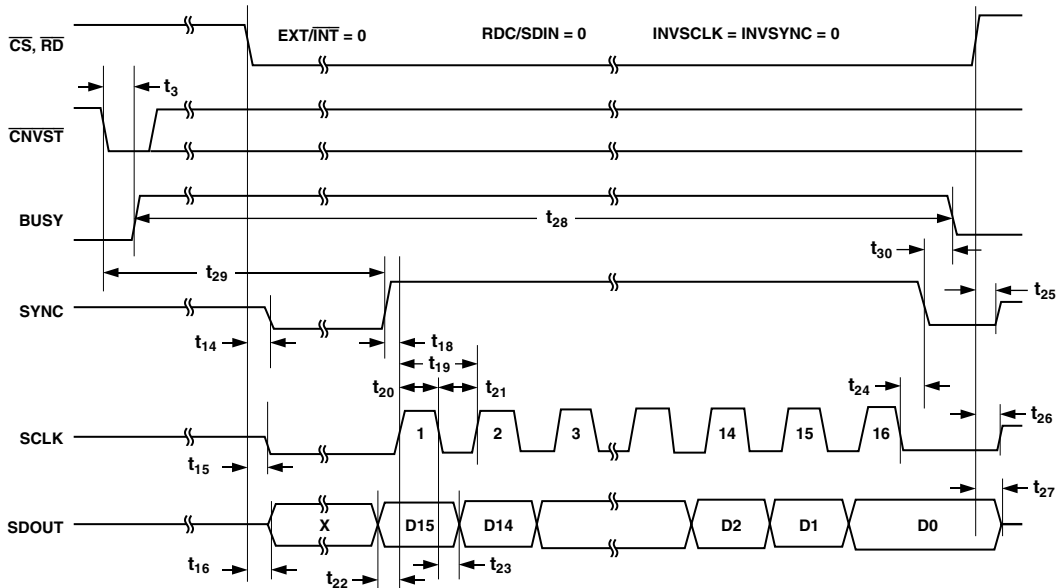 EXT/INT = 0 RDC/SDIN = 0 INVSCLK = INVSYNC = 0
CS, RD
t3
CNVST
BUSY
t28
t30
t29
t25
SYNC
t14
t18
t19
t20
t21
t24
t26
SCLK
1 2 3 14 15 16
t15
t27
SDOUT
X D15 D14 D2 D1 D0
t16
t22
t23